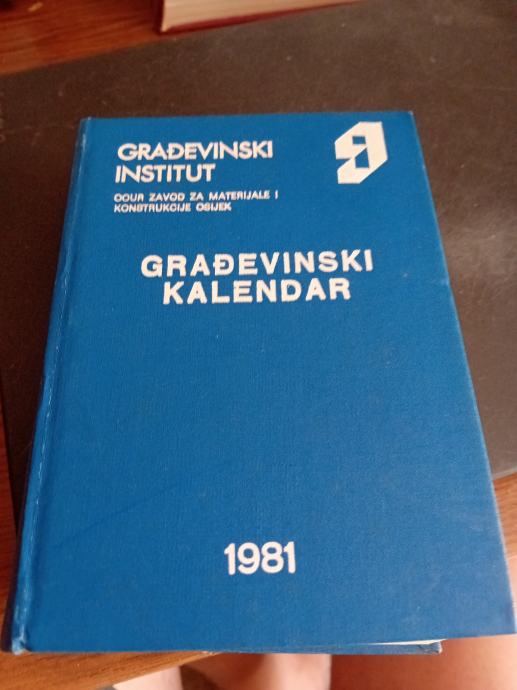 GRAĐEVINSKI
INSTITUT
OOUR ZAVOD ZA MATERIJALE I
KONSTRUKCIJE OSIJEK
GRAĐEVINSKI
KALENDAR
1981